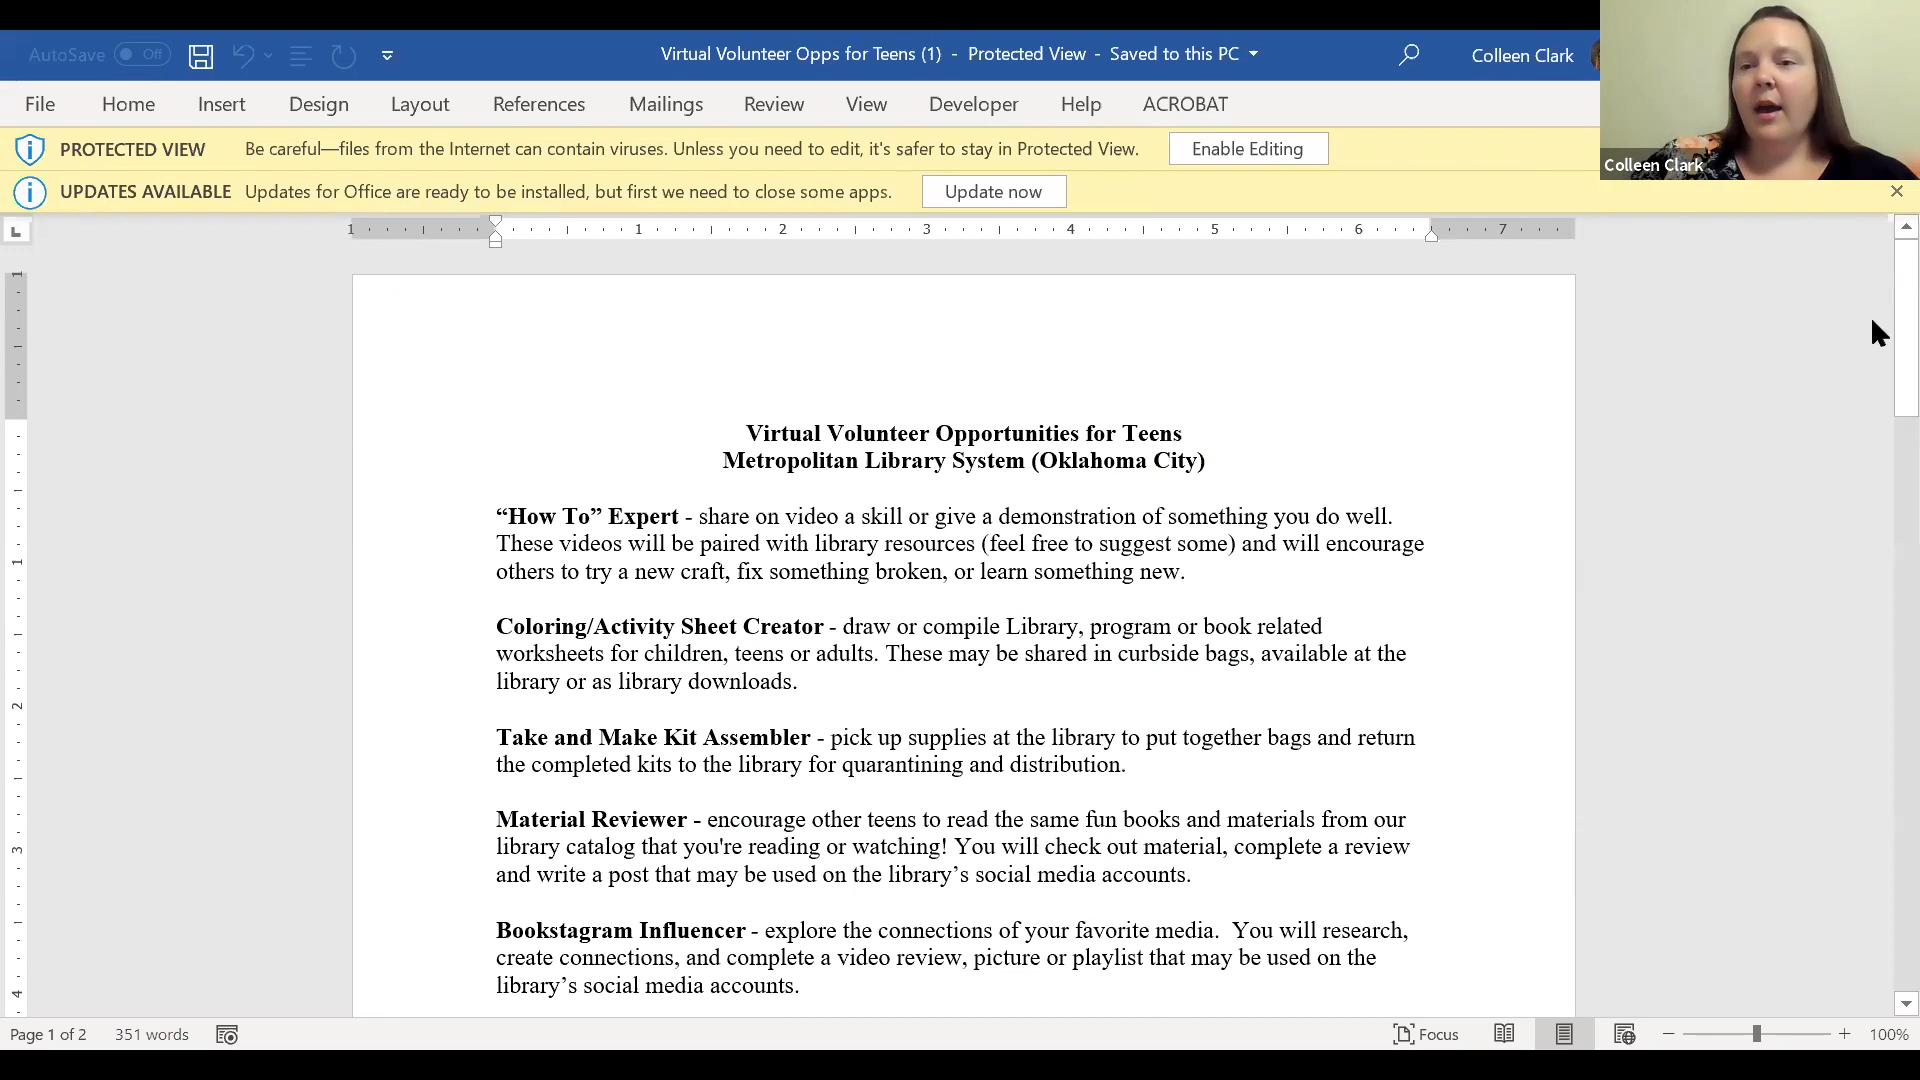 AutoSave Off
Virtual Volunteer Opps for Teens (1) - Protected View - Saved to this PC
Colleen Clark
File Home Insert Design Layout References Mailings Review View Developer Help ACROBAT
PROTECTED VIEW Be careful—files from the Internet can contain viruses. Unless you need to edit, it's safer to stay in Protected View. Enable Editing
Colleen Clark
UPDATES AVAILABLE Updates for Office are ready to be installed, but first we need to close some apps. Update now
1 1 2 3 4 5 6 7
Virtual Volunteer Opportunities for Teens
Metropolitan Library System (Oklahoma City)
“How To” Expert - share on video a skill or give a demonstration of something you do well.
These videos will be paired with library resources (feel free to suggest some) and will encourage
others to try a new craft, fix something broken, or learn something new.
Coloring/Activity Sheet Creator - draw or compile Library, program or book related
worksheets for children, teens or adults. These may be shared in curbside bags, available at the
library or as library downloads.
Take and Make Kit Assembler - pick up supplies at the library to put together bags and return
the completed kits to the library for quarantining and distribution.
Material Reviewer - encourage other teens to read the same fun books and materials from our
library catalog that you're reading or watching! You will check out material, complete a review
and write a post that may be used on the library’s social media accounts.
Bookstagram Influencer - explore the connections of your favorite media.  You will research,
create connections, and complete a video review, picture or playlist that may be used on the
library’s social media accounts.
1
1
2
3
4
Page 1 of 2 351 words Focus 100%